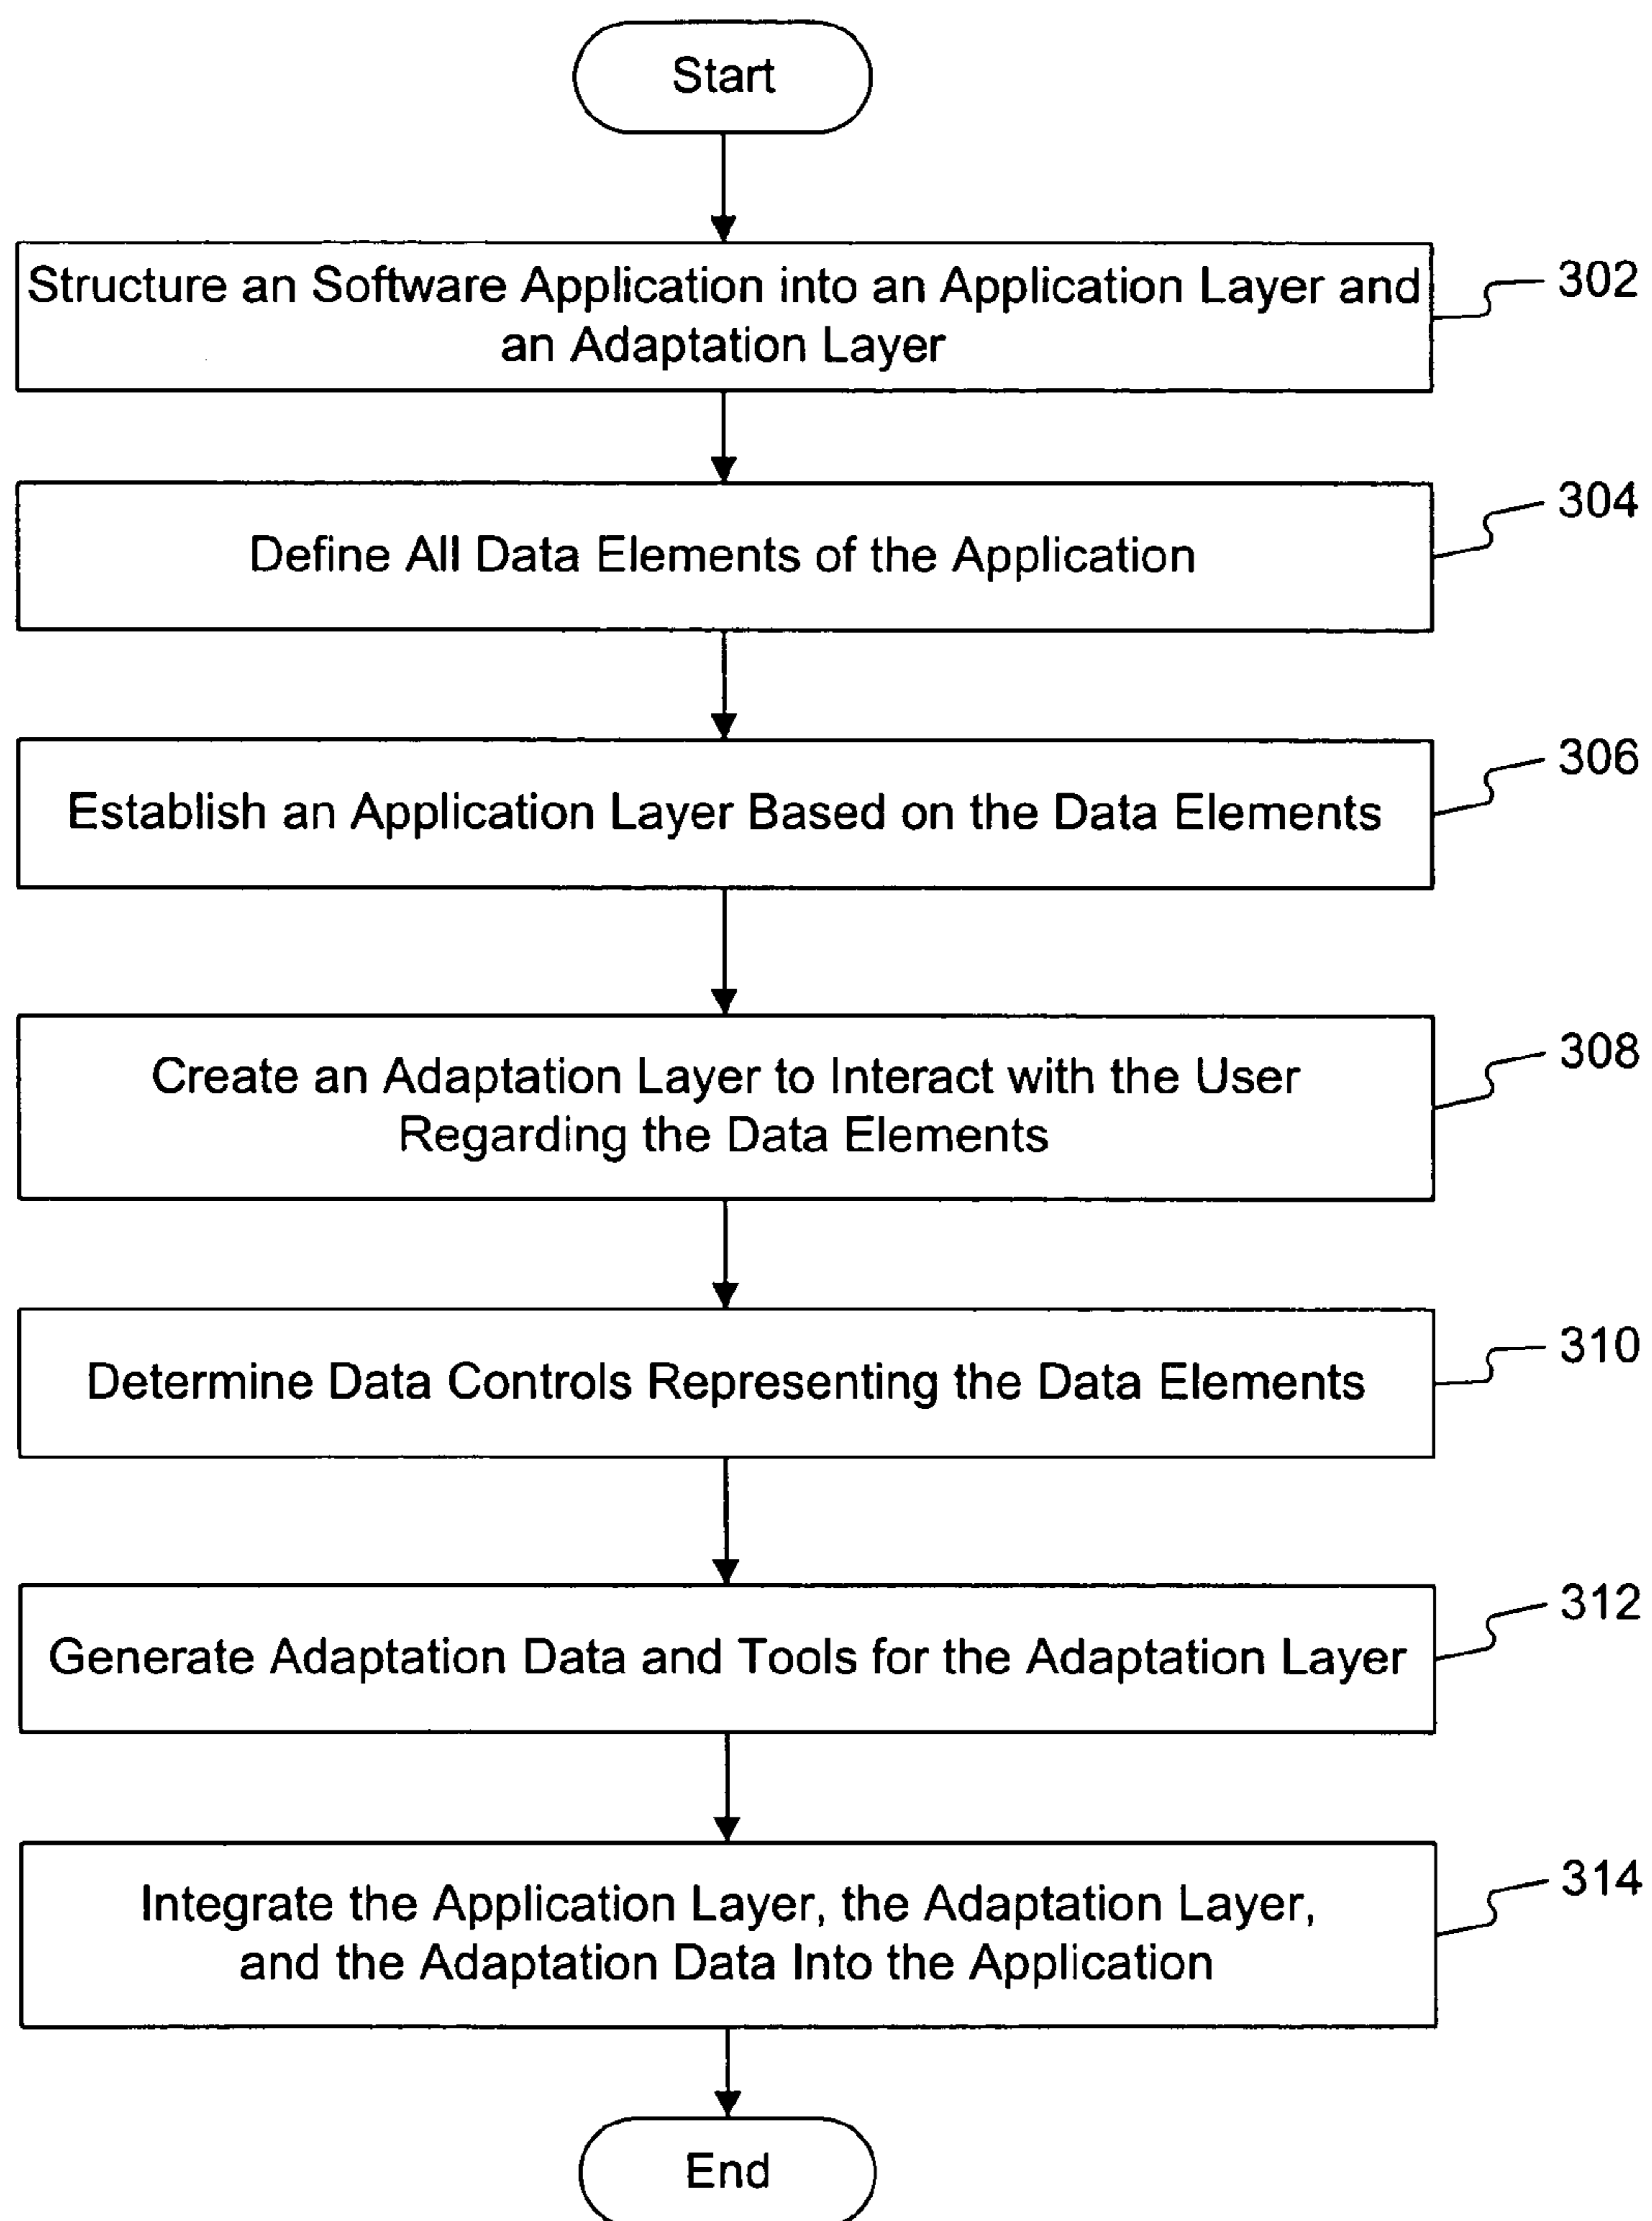 Start
Structure an Software Application into an Application Layer and
an Adaptation Layer
302
Define All Data Elements of the Application
304
Establish an Application Layer Based on the Data Elements
306
Create an Adaptation Layer to Interact with the User
Regarding the Data Elements
308
Determine Data Controls Representing the Data Elements
310
Generate Adaptation Data and Tools for the Adaptation Layer
312
Integrate the Application Layer, the Adaptation Layer,
and the Adaptation Data Into the Application
314
End